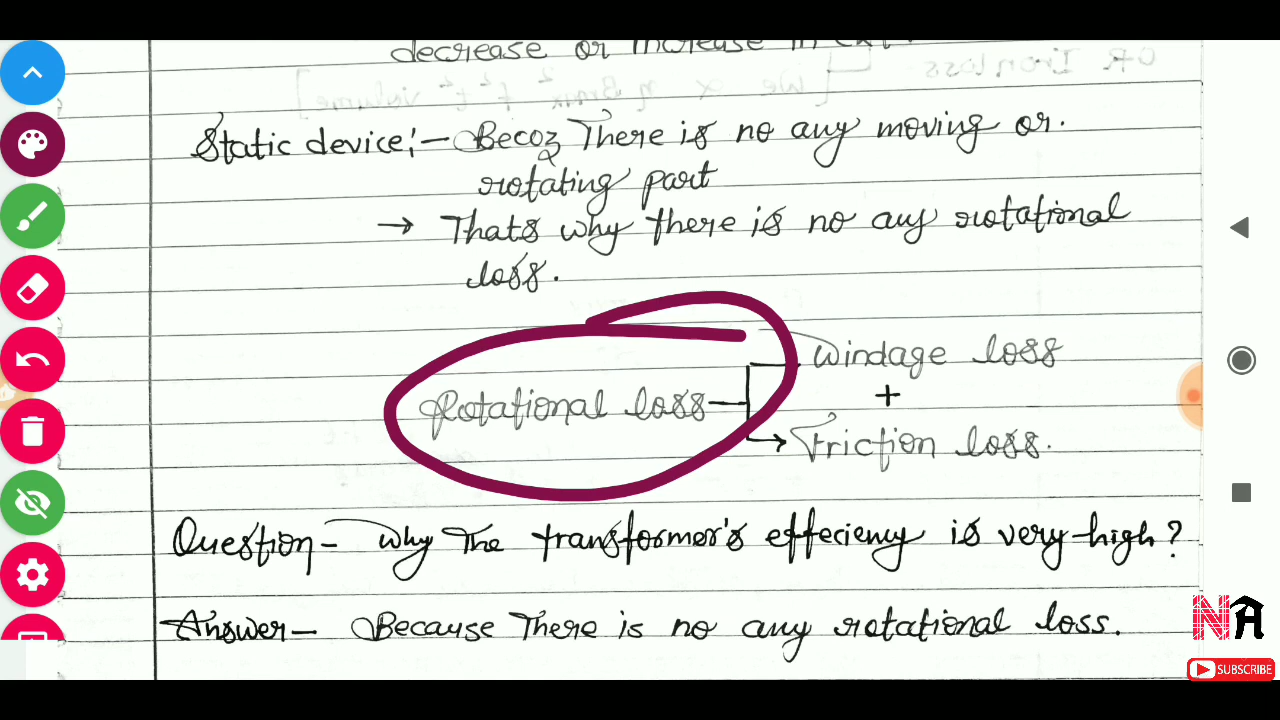 decrease or increase in
Static device:- Becoz There is no any moving or.
rotating part
→ Thats why there is no any rotational
loss.
Windage loss
Rotational loss
+
Friction loss.
Question- Why The transformer's effeciency is very high?
Answer- Because There is no any rotational loss.
NA
SUBSCRIBE